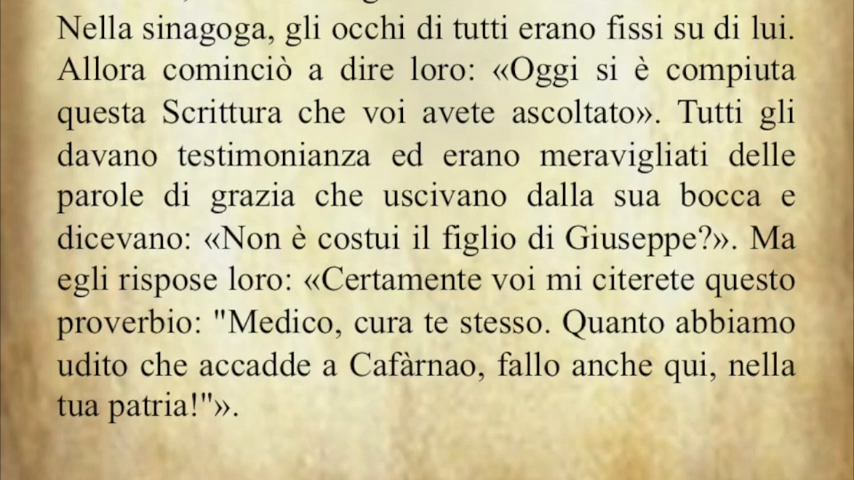 Nella sinagoga, gli occhi di tutti erano fissi su di lui.
Allora cominciò a dire loro: «Oggi si è compiuta
questa Scrittura che voi avete ascoltato». Tutti gli
davano testimonianza ed erano meravigliati delle
parole di grazia che uscivano dalla sua bocca e
dicevano: «Non è costui il figlio di Giuseppe?». Ma
egli rispose loro: «Certamente voi mi citerete questo
proverbio: "Medico, cura te stesso. Quanto abbiamo
udito che accadde a Cafàrnao, fallo anche qui, nella
tua patria!"».